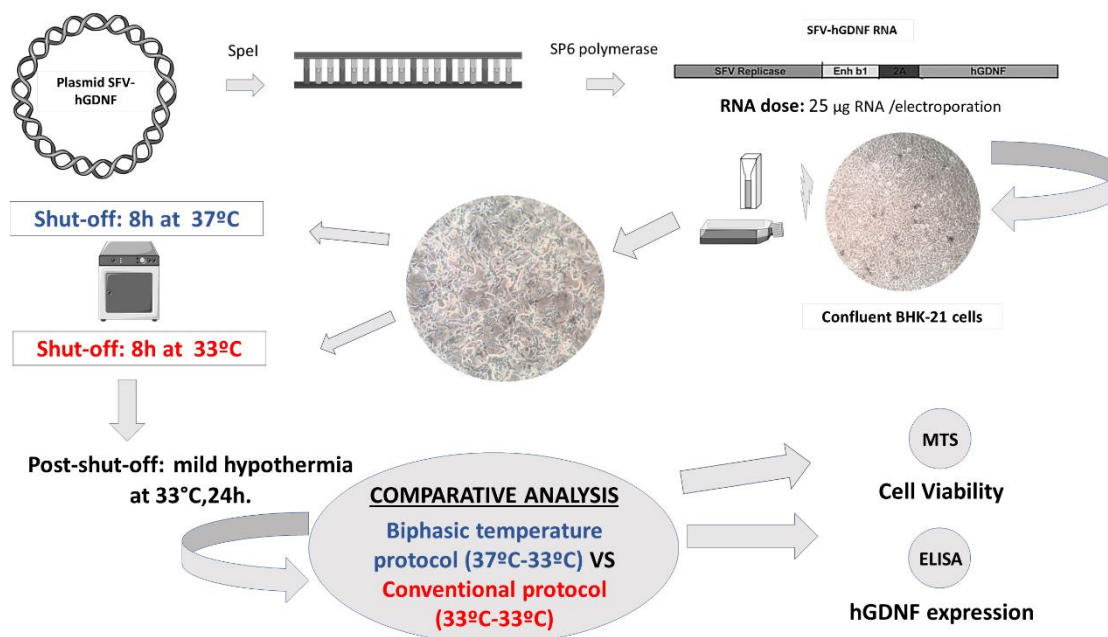 Plasmid SFV-
hGDNF
SpeI
SP6 polymerase
SFV-hGDNF RNA
SFV Replicase
Enh b1
2A
hGDNF
RNA dose: 25 µg RNA /electroporation
Confluent BHK-21 cells
Shut-off: 8h at 37ºC
Shut-off: 8h at 33ºC
Post-shut-off: mild hypothermia
at 33°C,24h.
COMPARATIVE ANALYSIS
Biphasic temperature
protocol (37ºC-33ºC) VS
Conventional protocol
(33ºC-33ºC)
MTS
Cell Viability
ELISA
hGDNF expression